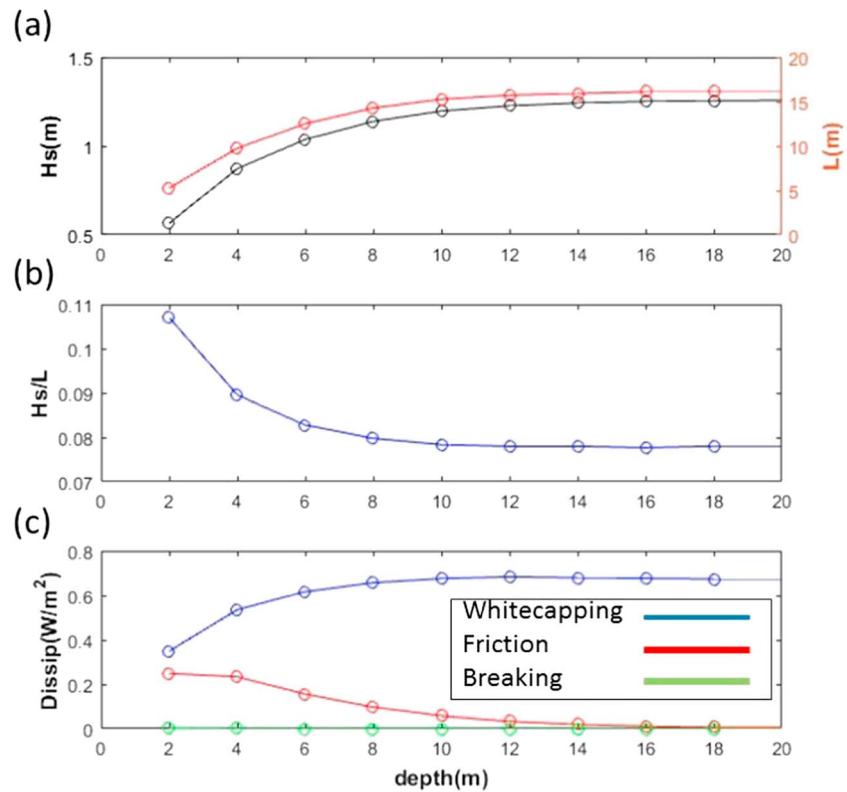 (a)
1.5
1
0.5
Hs(m)
20
15
10
5
0
L(m)
0 2 4 6 8 10 12 14 16 18 20
(b)
0.11
0.1
0.09
0.08
0.07
Hs/L
0 2 4 6 8 10 12 14 16 18 20
(c)
0.8
0.6
0.4
0.2
0
Dissip(W/m²)
Whitecapping
Friction
Breaking
0 2 4 6 8 10 12 14 16 18 20
depth(m)